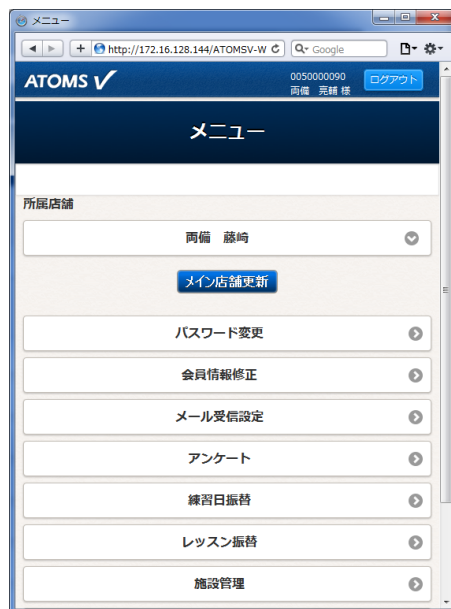 メニュー
http://172.16.128.144/ATOMSV-W
Google
ATOMS V
0050000090
両備 亮輔 様
ログアウト
メニュー
所属店舗
両備 藤崎
メイン店舗更新
パスワード変更
会員情報修正
メール受信設定
アンケート
練習日振替
レッスン振替
施設管理